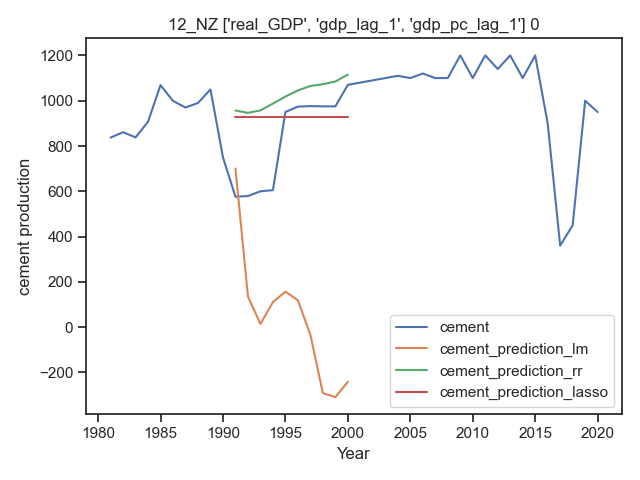 12_NZ ['real_GDP', 'gdp_lag_1', 'gdp_pc_lag_1'] 0
1200
1000
800
600
400
200
0
−200
cement production
1980
1985
1990
1995
2000
2005
2010
2015
2020
Year
cement
cement_prediction_lm
cement_prediction_rr
cement_prediction_lasso